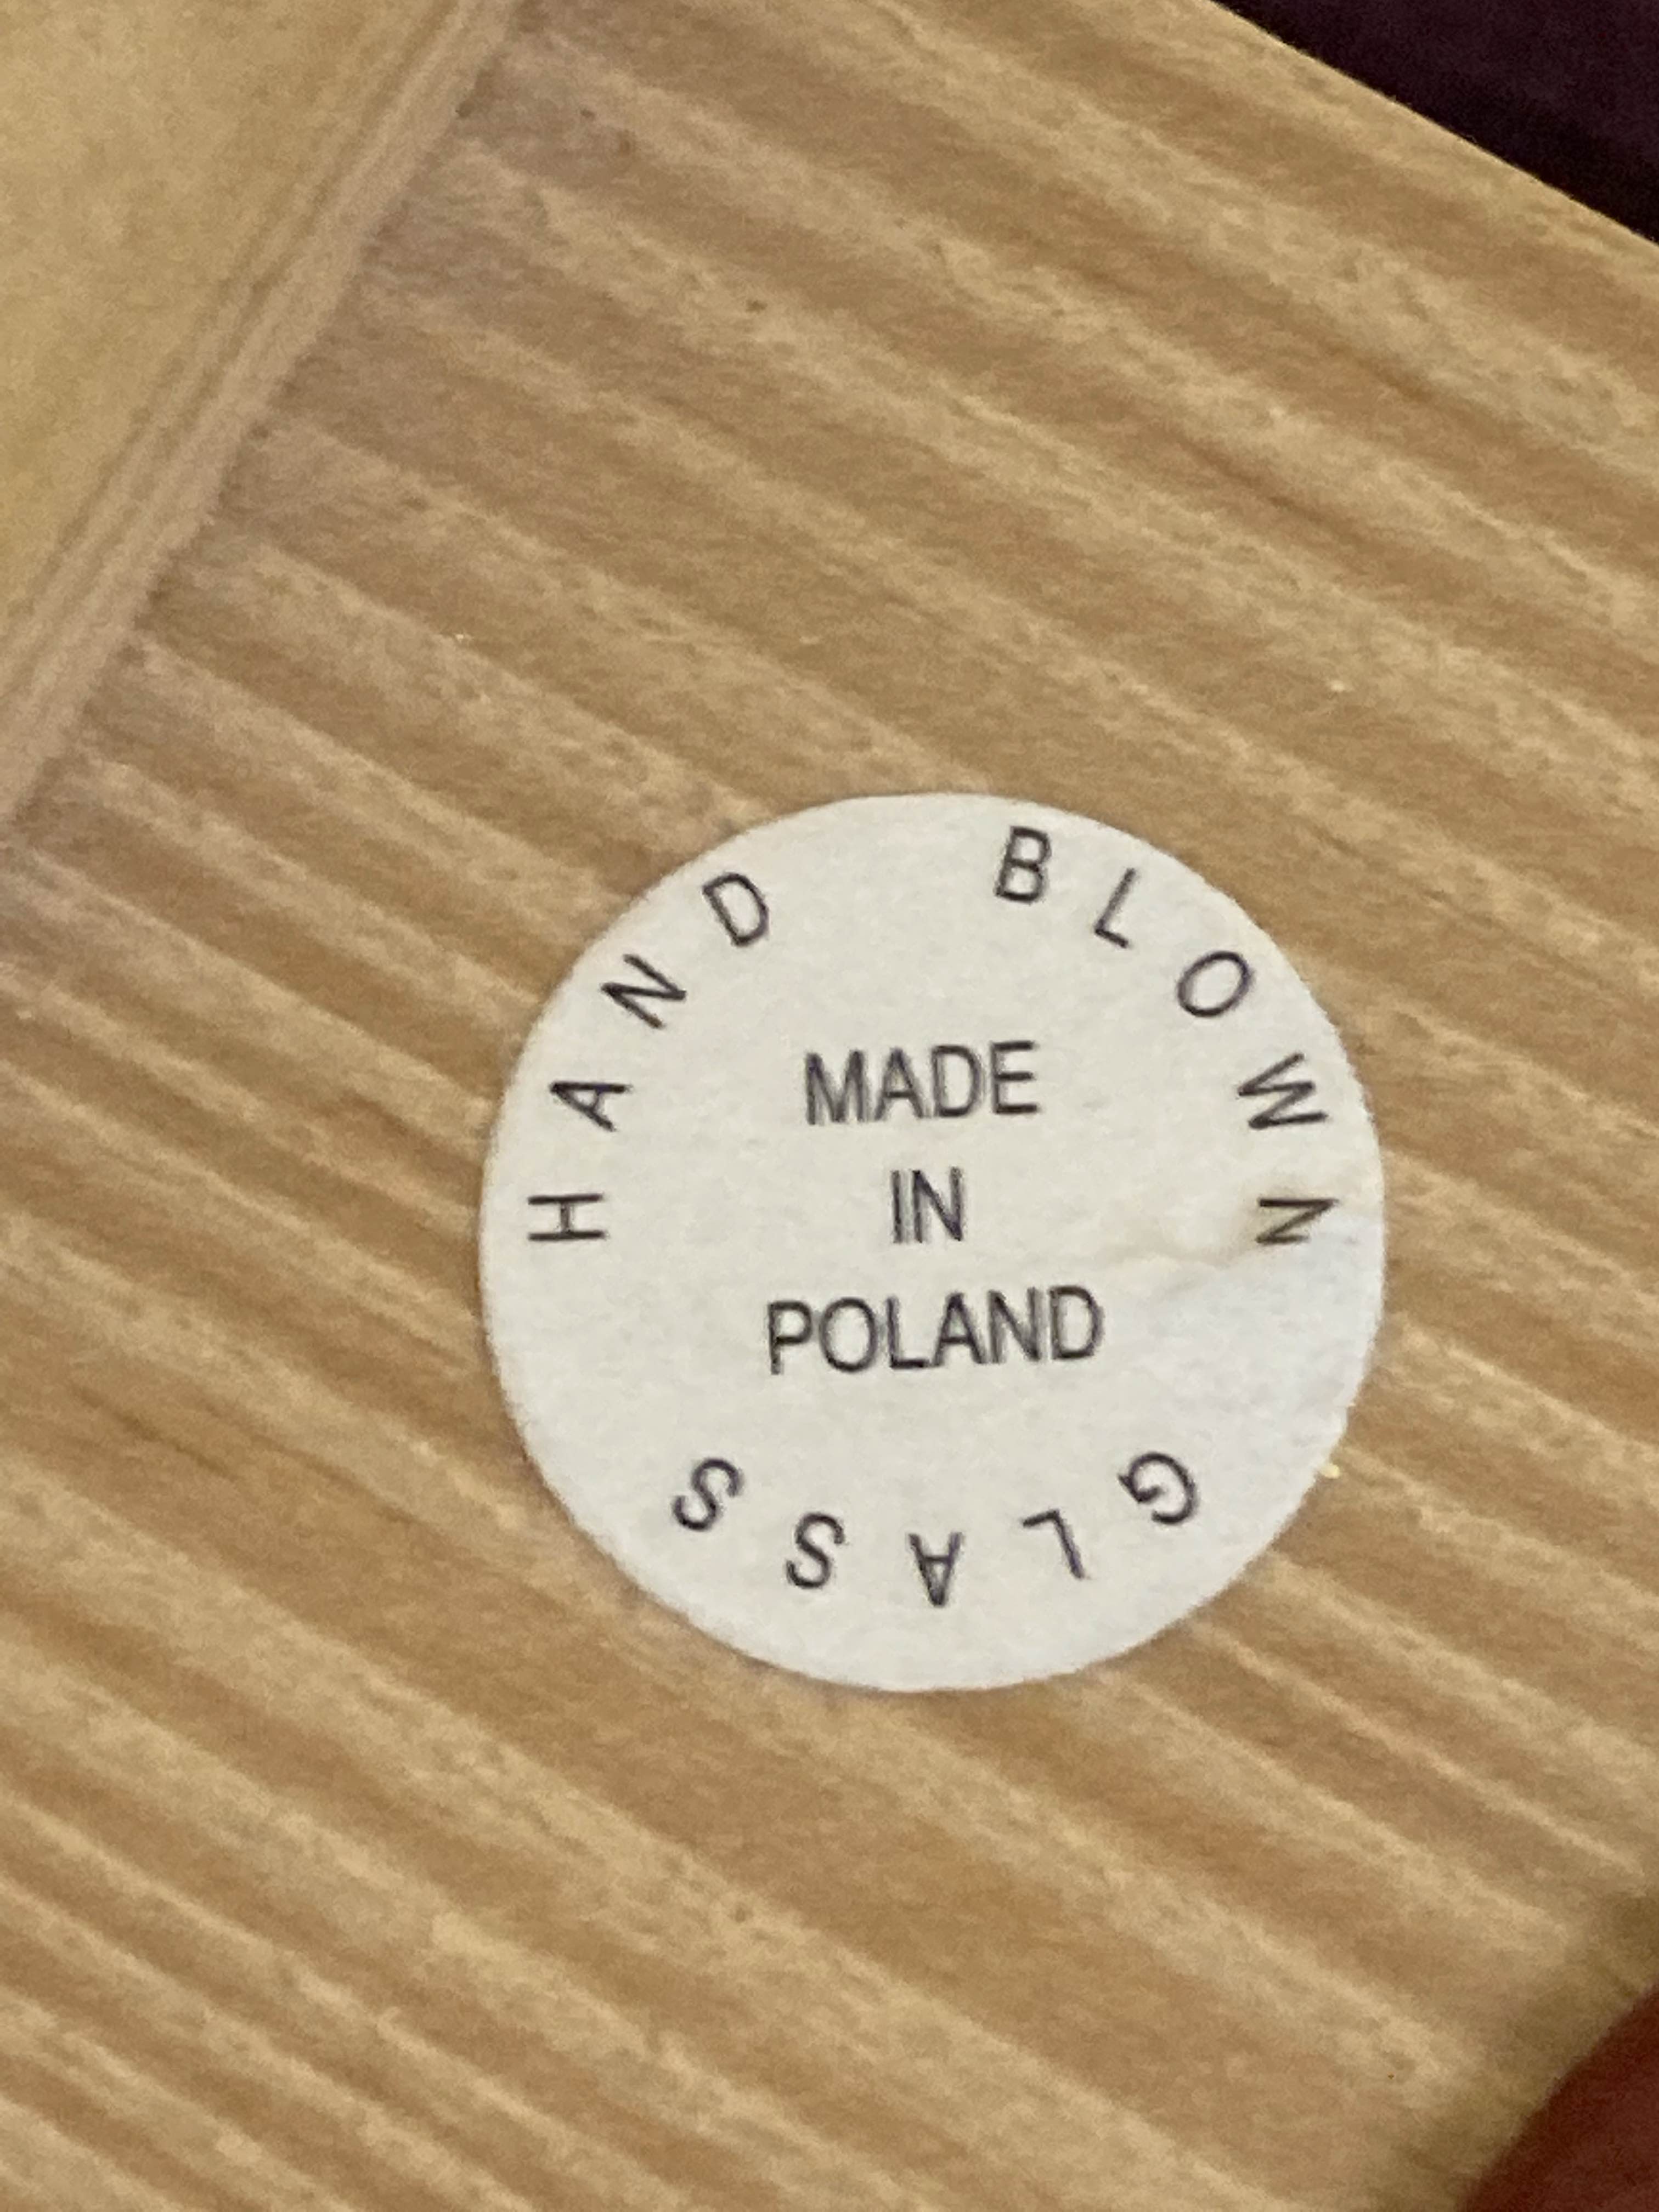 HAND BLOWN GLASS
MADE
IN
POLAND